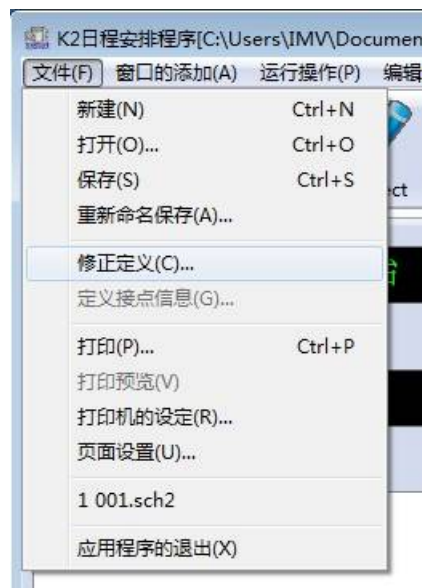 K2日程安排程序[C:\Users\IMV\Documen
文件(F) 窗口的添加(A) 运行操作(P) 编辑
新建(N) Ctrl+N
打开(O)... Ctrl+O
保存(S) Ctrl+S
重新命名保存(A)...
修正定义(C)...
定义接点信息(G)...
打印(P)... Ctrl+P
打印预览(V)
打印机的设定(R)...
页面设置(U)...
1 001.sch2
应用程序的退出(X)
ect